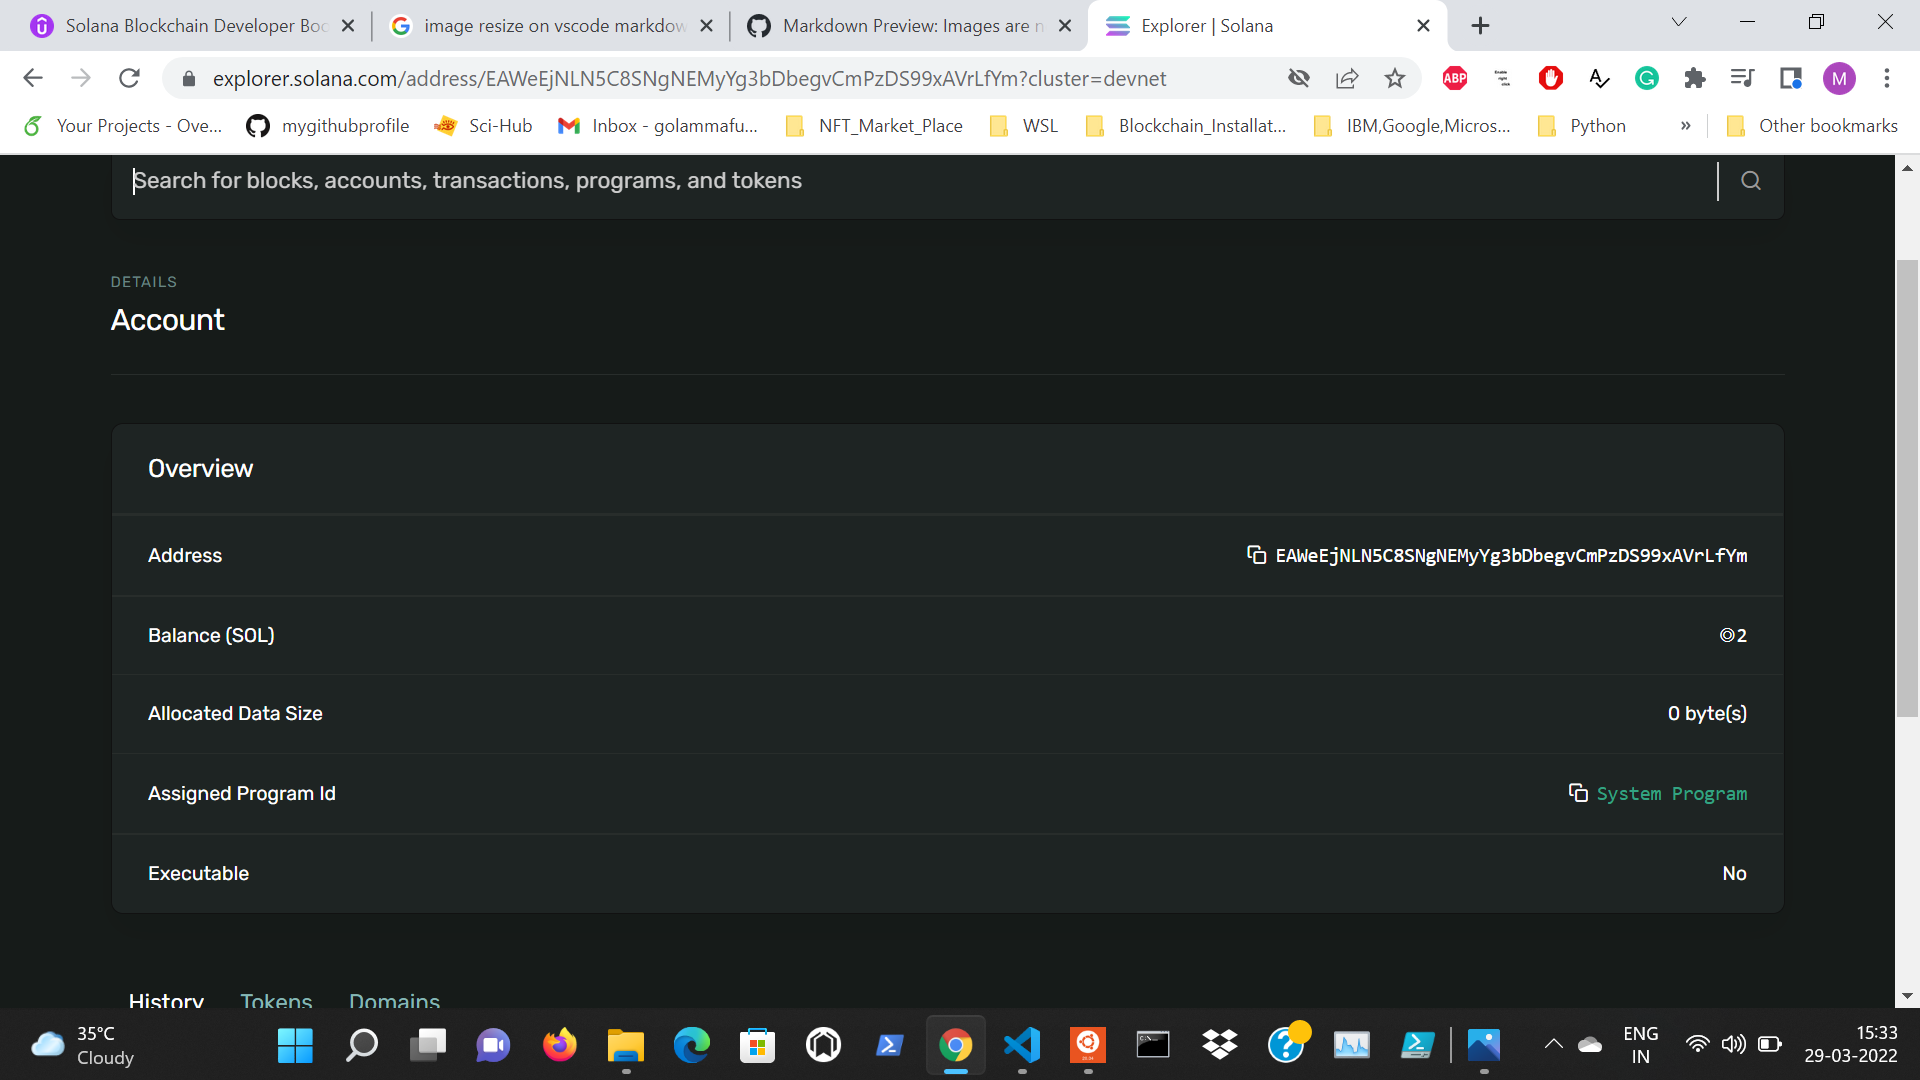 Solana Blockchain Developer Boo
image resize on vscode markdow
Markdown Preview: Images are n
Explorer | Solana
explorer.solana.com/address/EAWeEjNLN5C8SNgNEMyYg3bDbegvCmPzDS99xAVrLfYm?cluster=devnet
ABP
M
Your Projects - Ove...
mygithubprofile
Sci-Hub
Inbox - golammafu...
NFT_Market_Place
WSL
Blockchain_Installat...
IBM,Google,Micros...
Python
»
Other bookmarks
Search for blocks, accounts, transactions, programs, and tokens
DETAILS
Account
Overview
Address
EAWeEjNLN5C8SNgNEMyYg3bDbegvCmPzDS99xAVrLfYm
Balance (SOL)
◎2
Allocated Data Size
0 byte(s)
Assigned Program Id
System Program
Executable
No
History
Tokens
Domains
35°C
Cloudy
ENG
IN
15:33
29-03-2022